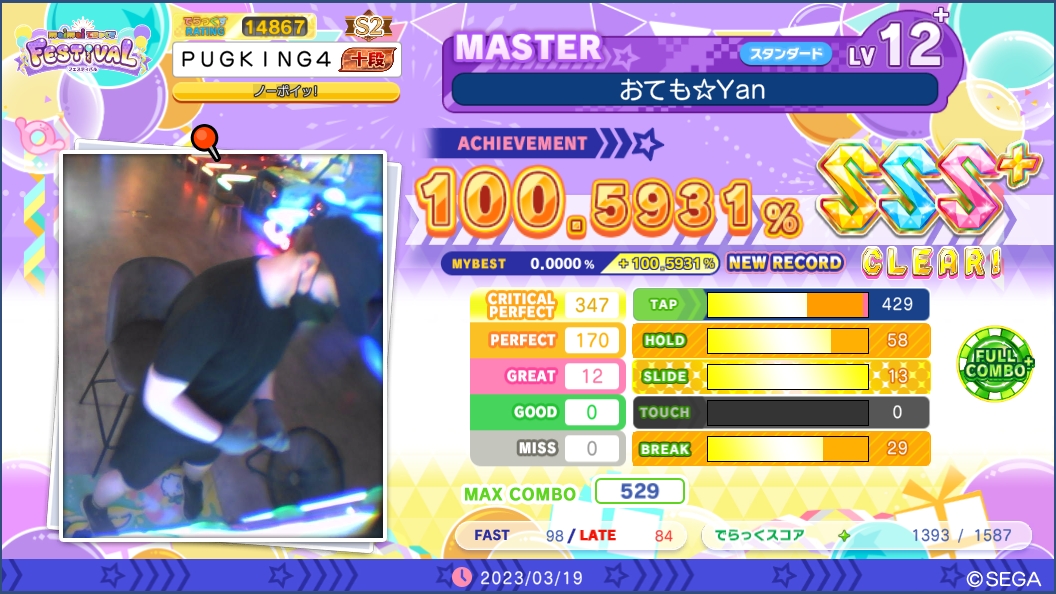 maimai でらっくす
FESTiVAL
フェスティバル
でらっくす RATING 14867 S2
PUGKING4 十段
ノーポイッ!
MASTER スタンダード LV 12+
おても☆Yan
ACHIEVEMENT
100.5931% SSS+
MYBEST 0.0000% +100.5931% NEW RECORD CLEAR!
CRITICAL PERFECT 347 TAP 429
PERFECT 170 HOLD 58
GREAT 12 SLIDE 13
GOOD 0 TOUCH 0
MISS 0 BREAK 29
FULL COMBO+
MAX COMBO 529
FAST 98 / LATE 84 でらっくスコア 1393 / 1587
2023/03/19 ©SEGA